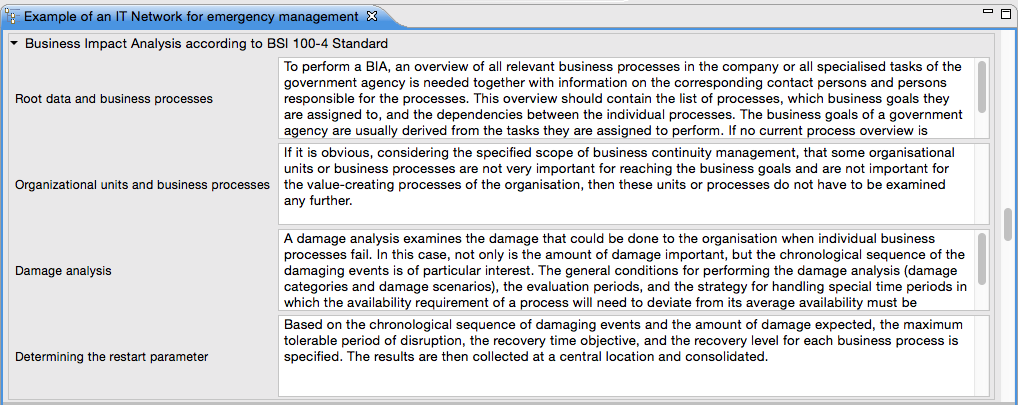 Example of an IT Network for emergency management
Business Impact Analysis according to BSI 100-4 Standard
Root data and business processes
To perform a BIA, an overview of all relevant business processes in the company or all specialised tasks of the
government agency is needed together with information on the corresponding contact persons and persons
responsible for the processes. This overview should contain the list of processes, which business goals they
are assigned to, and the dependencies between the individual processes. The business goals of a government
agency are usually derived from the tasks they are assigned to perform. If no current process overview is
Organizational units and business processes
If it is obvious, considering the specified scope of business continuity management, that some organisational
units or business processes are not very important for reaching the business goals and are not important for
the value-creating processes of the organisation, then these units or processes do not have to be examined
any further.
Damage analysis
A damage analysis examines the damage that could be done to the organisation when individual business
processes fail. In this case, not only is the amount of damage important, but the chronological sequence of the
damaging events is of particular interest. The general conditions for performing the damage analysis (damage
categories and damage scenarios), the evaluation periods, and the strategy for handling special time periods in
which the availability requirement of a process will need to deviate from its average availability must be
Determining the restart parameter
Based on the chronological sequence of damaging events and the amount of damage expected, the maximum
tolerable period of disruption, the recovery time objective, and the recovery level for each business process is
specified. The results are then collected at a central location and consolidated.